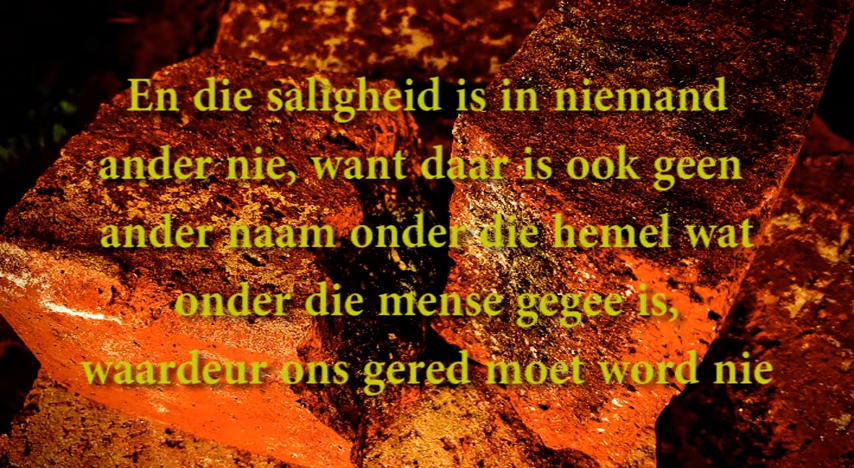 En die saligheid is in niemand
ander nie, want daar is ook geen
ander naam onder die hemel wat
onder die mense gegee is,
waardeur ons gered moet word nie